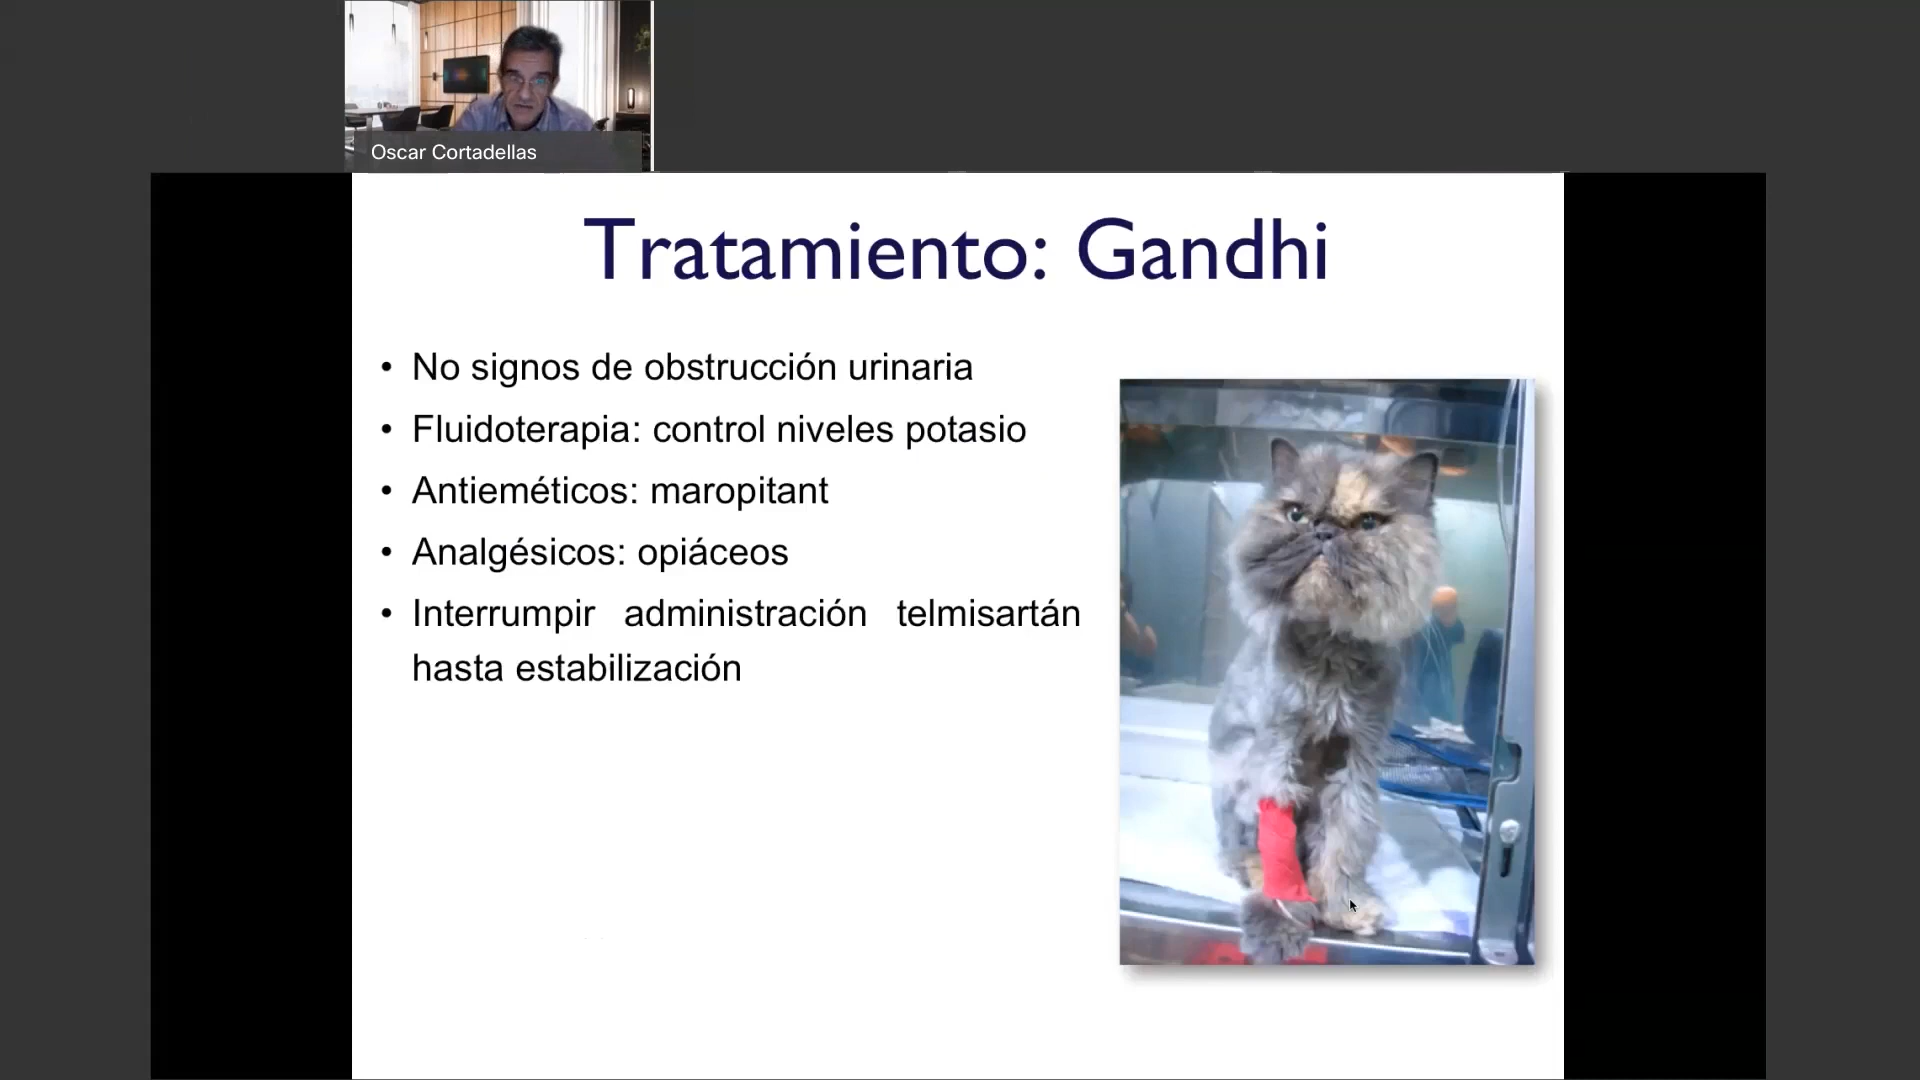 Oscar Cortadellas
Tratamiento: Gandhi
• No signos de obstrucción urinaria
• Fluidoterapia: control niveles potasio
• Antieméticos: maropitant
• Analgésicos: opiáceos
• Interrumpir administración telmisartán
hasta estabilización